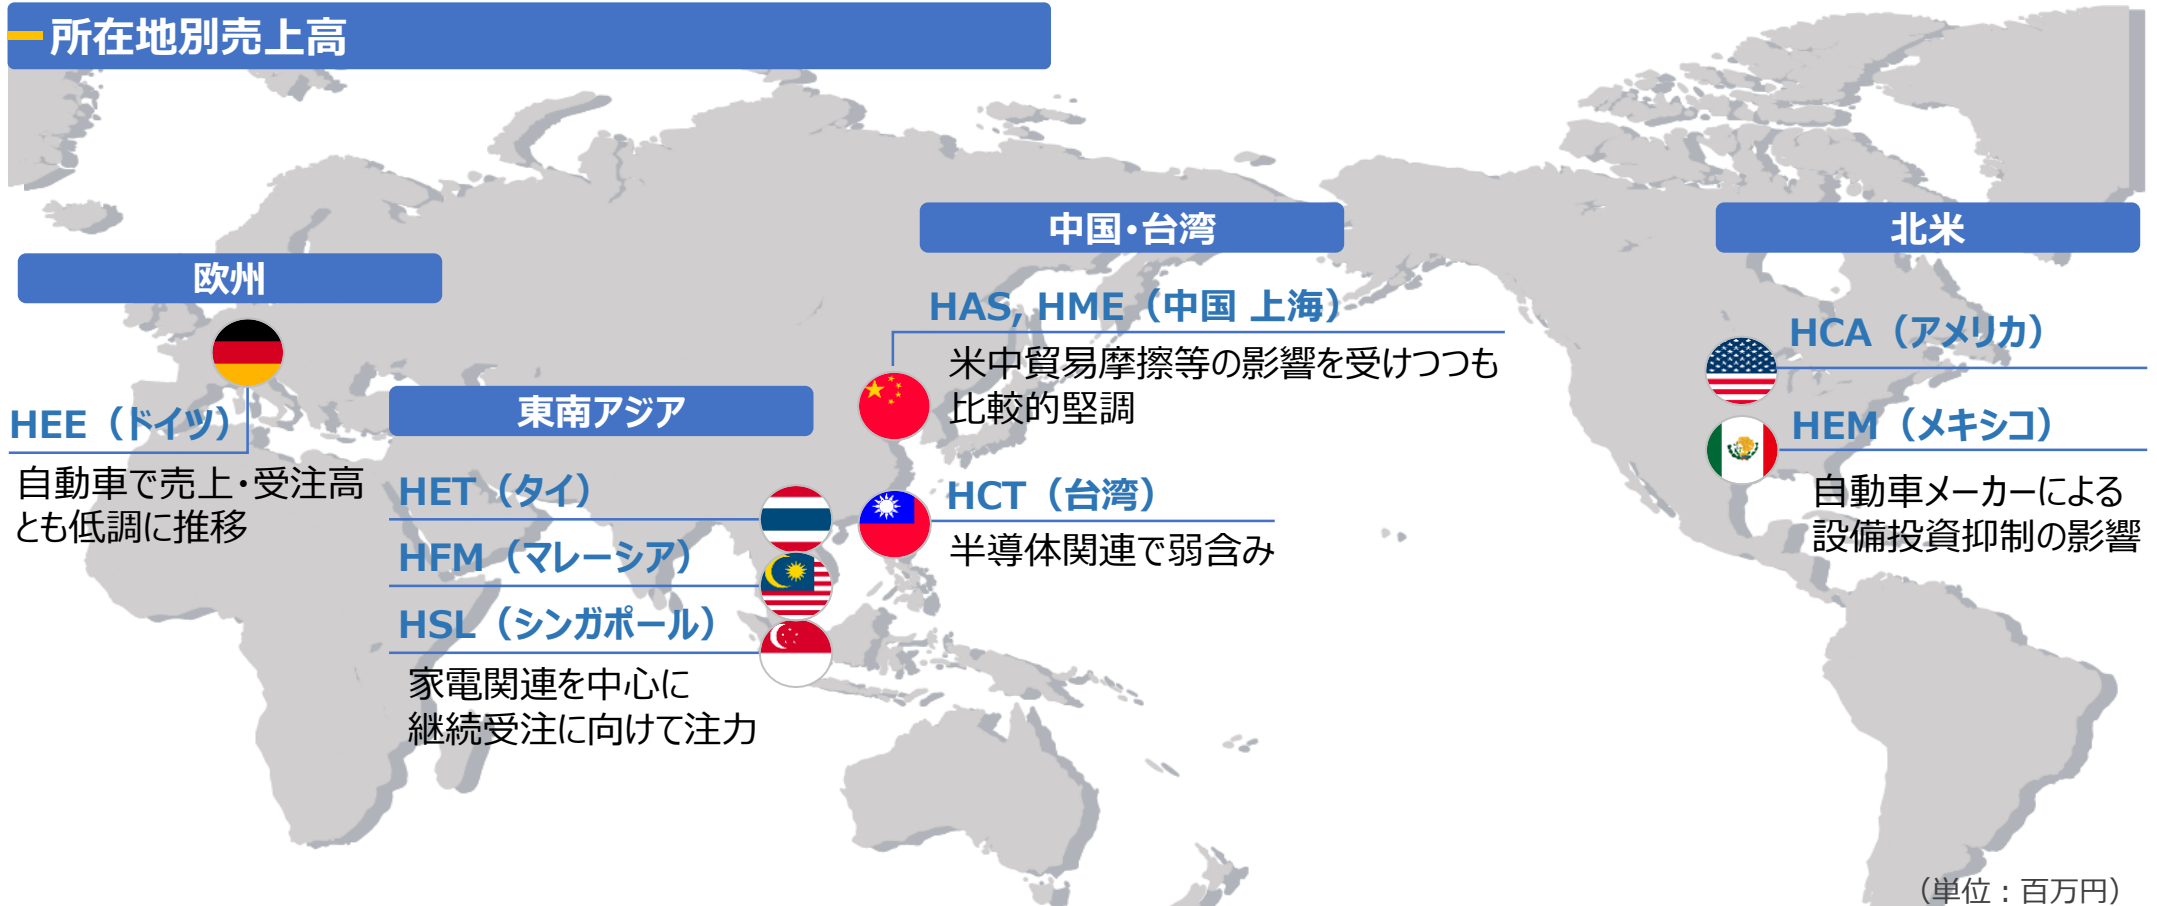 所在地別売上高
欧州
HEE（ドイツ）
自動車で売上・受注高
とも低調に推移
東南アジア
HET（タイ）
HFM（マレーシア）
HSL（シンガポール）
家電関連を中心に
継続受注に向けて注力
中国・台湾
HAS, HME（中国 上海）
米中貿易摩擦等の影響を受けつつも
比較的堅調
HCT（台湾）
半導体関連で弱含み
北米
HCA（アメリカ）
HEM（メキシコ）
自動車メーカーによる
設備投資抑制の影響
（単位：百万円）